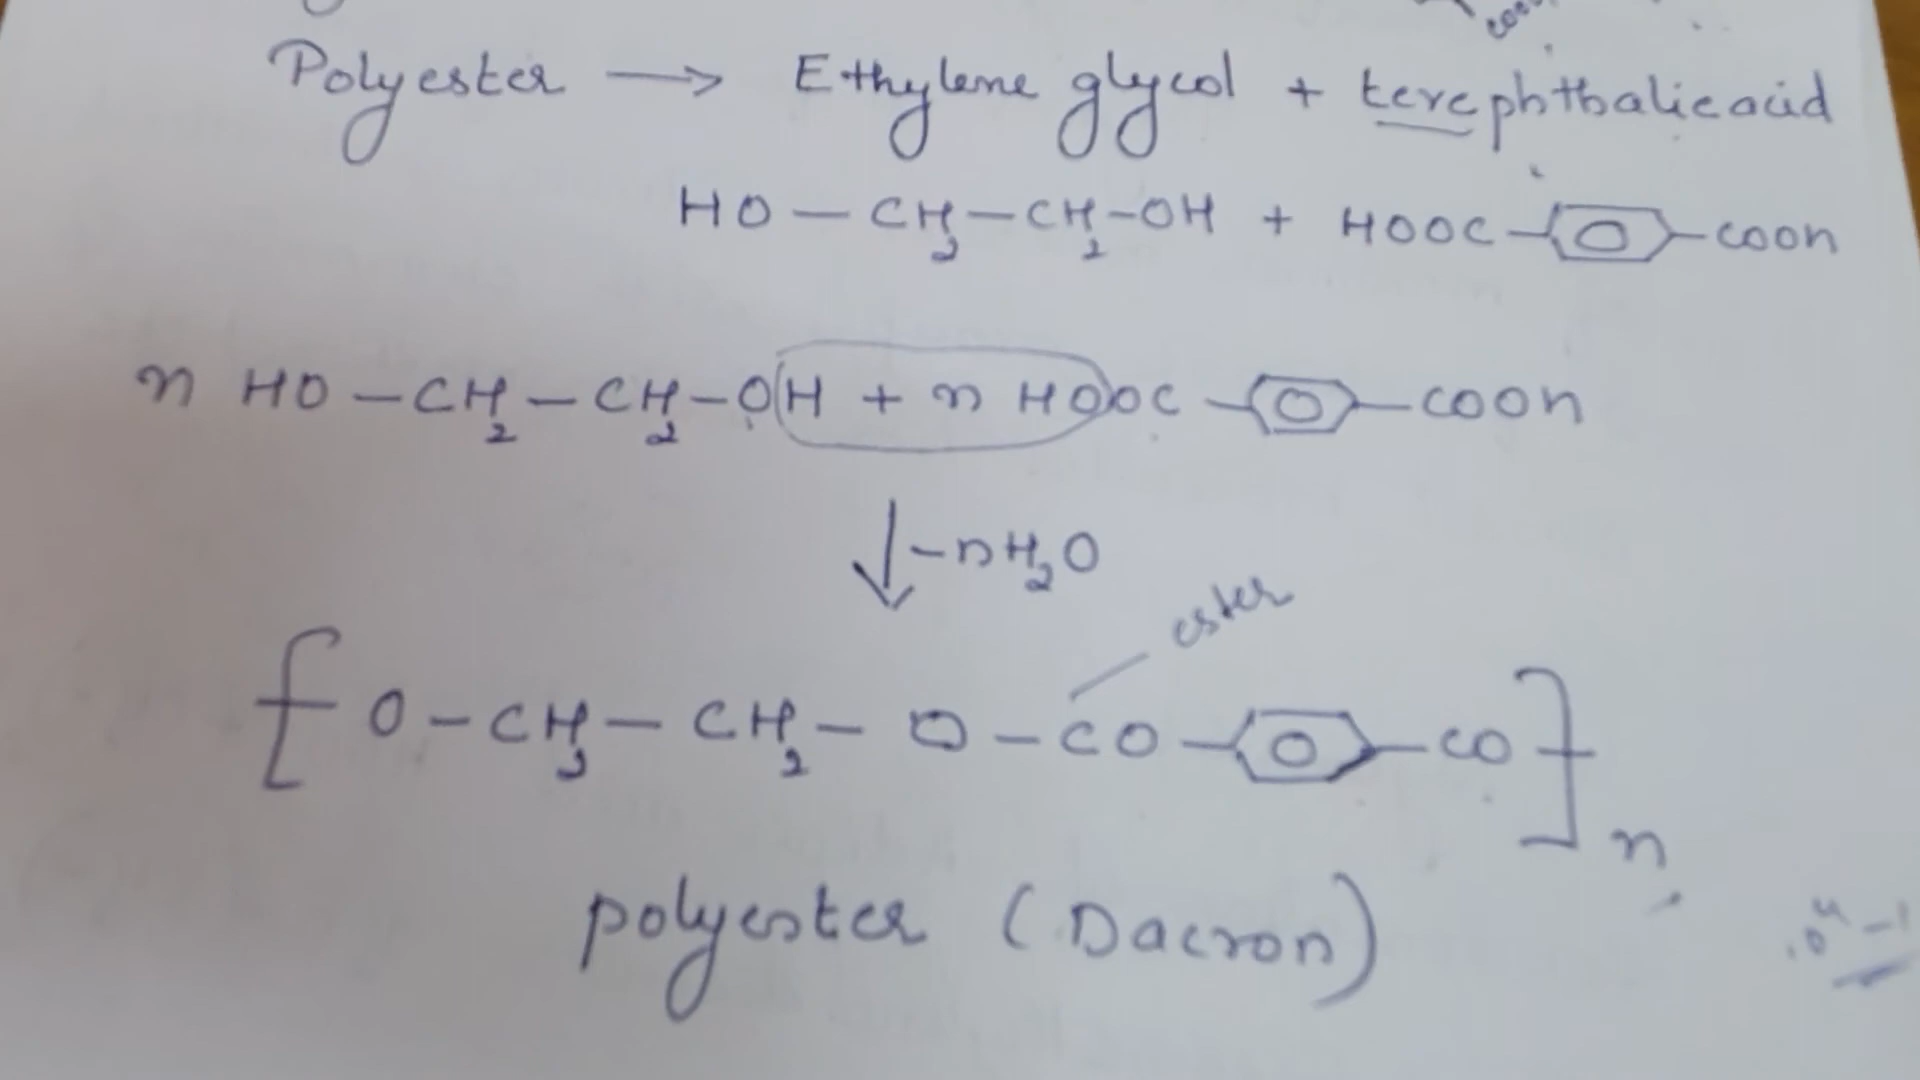 Polyester → Ethylene glycol + terephthalic acid
HO – CH2 – CH2 – OH + HOOC – – COOH
n HO – CH2 – CH2 – OH + n HOOC – – COOH
– nH2O
ester
[ O – CH2 – CH2 – O – CO – – CO ]n
polyester (Dacron)